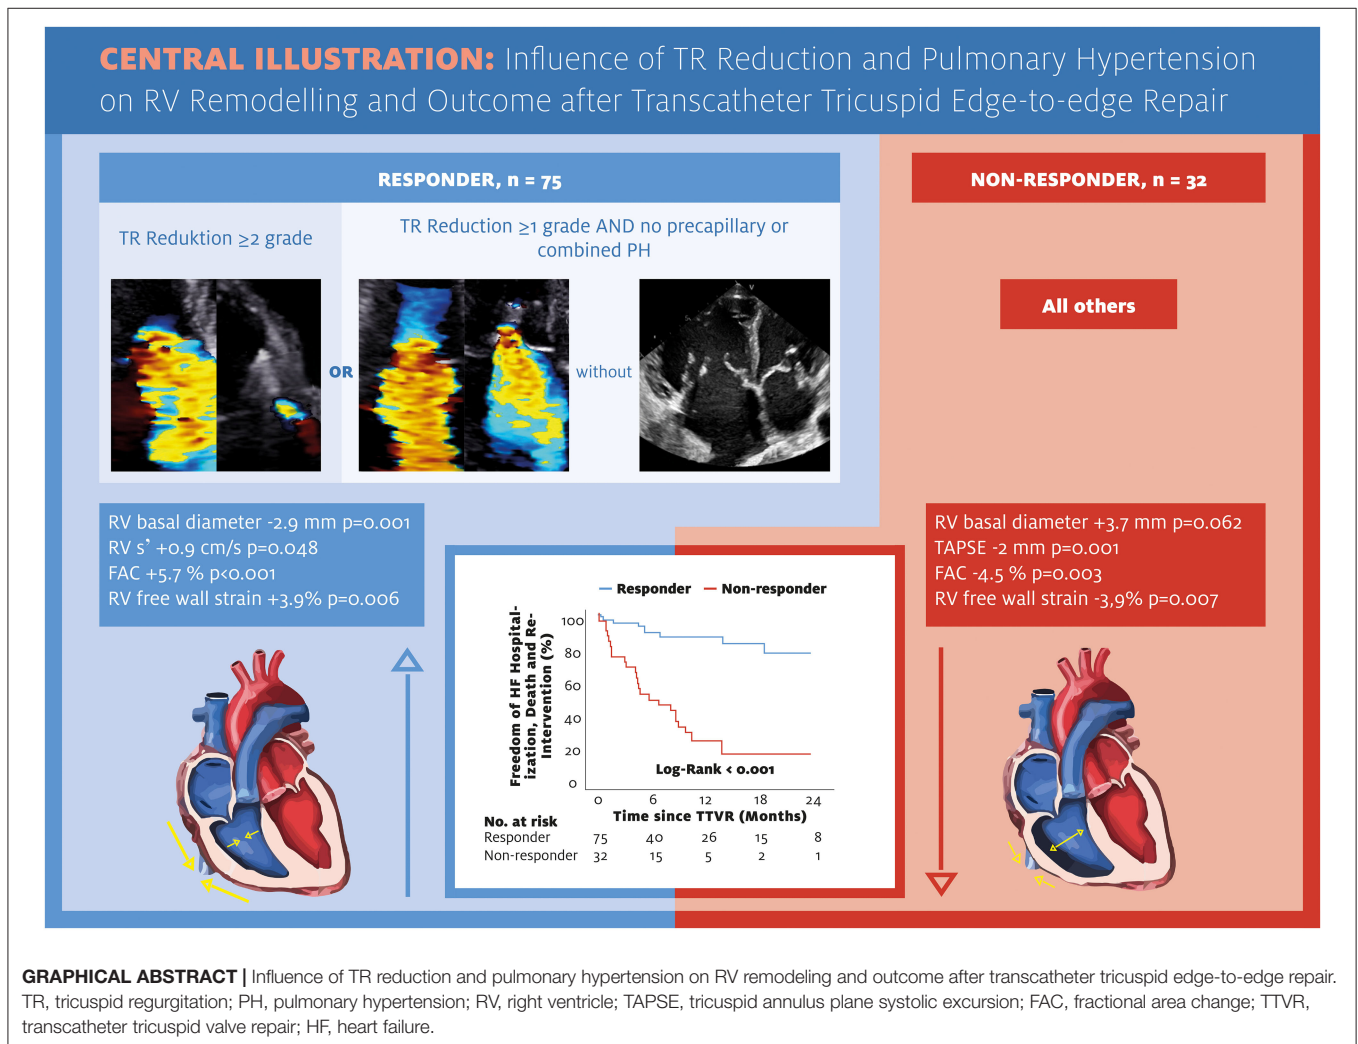 CENTRAL ILLUSTRATION: Influence of TR Reduction and Pulmonary Hypertension
on RV Remodelling and Outcome after Transcatheter Tricuspid Edge-to-edge Repair
RESPONDER, n = 75
TR Reduktion ≥2 grade
TR Reduction ≥1 grade AND no precapillary or
combined PH
OR
without
V
NON-RESPONDER, n = 32
All others
RV basal diameter -2.9 mm p=0.001
RV s’ +0.9 cm/s p=0.048
FAC +5.7 % p<0.001
RV free wall strain +3.9% p=0.006
RV basal diameter +3.7 mm p=0.062
TAPSE -2 mm p=0.001
FAC -4.5 % p=0.003
RV free wall strain -3,9% p=0.007
Responder
Non-responder
Freedom of HF Hospital-
ization, Death and Re-
Intervention (%)
100
80
60
40
20
0
Log-Rank < 0.001
0 6 12 18 24
Time since TTVR (Months)
No. at risk
Responder 75 40 26 15 8
Non-responder 32 15 5 2 1
GRAPHICAL ABSTRACT | Influence of TR reduction and pulmonary hypertension on RV remodeling and outcome after transcatheter tricuspid edge-to-edge repair.
TR, tricuspid regurgitation; PH, pulmonary hypertension; RV, right ventricle; TAPSE, tricuspid annulus plane systolic excursion; FAC, fractional area change; TTVR,
transcatheter tricuspid valve repair; HF, heart failure.